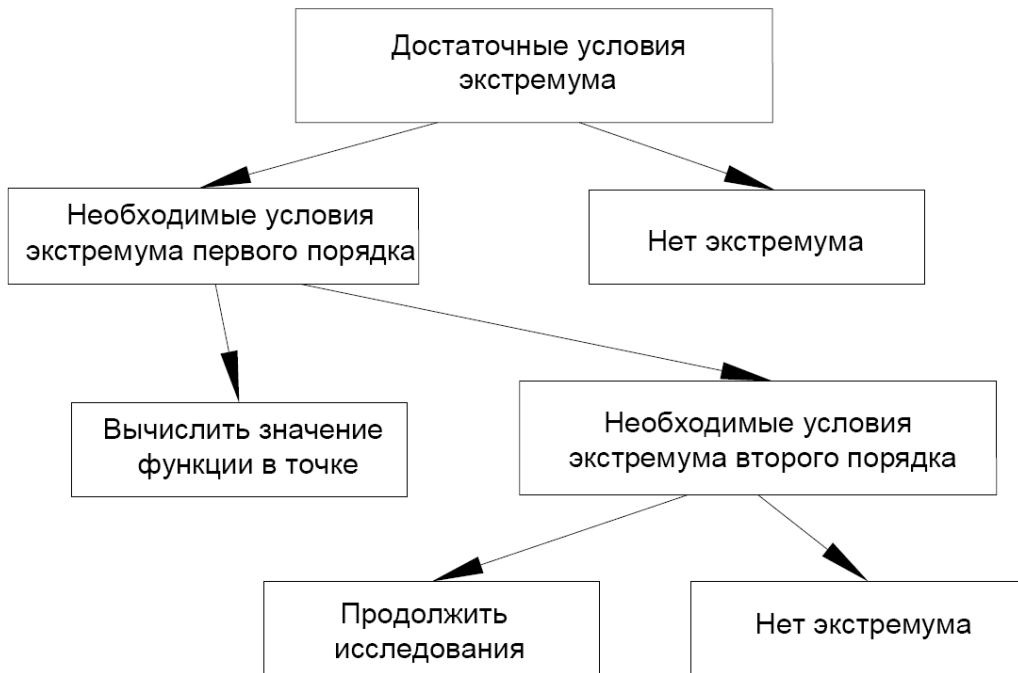 Достаточные условия
экстремума
Необходимые условия
экстремума первого порядка
Нет экстремума
Вычислить значение
функции в точке
Необходимые условия
экстремума второго порядка
Продолжить
исследования
Нет экстремума